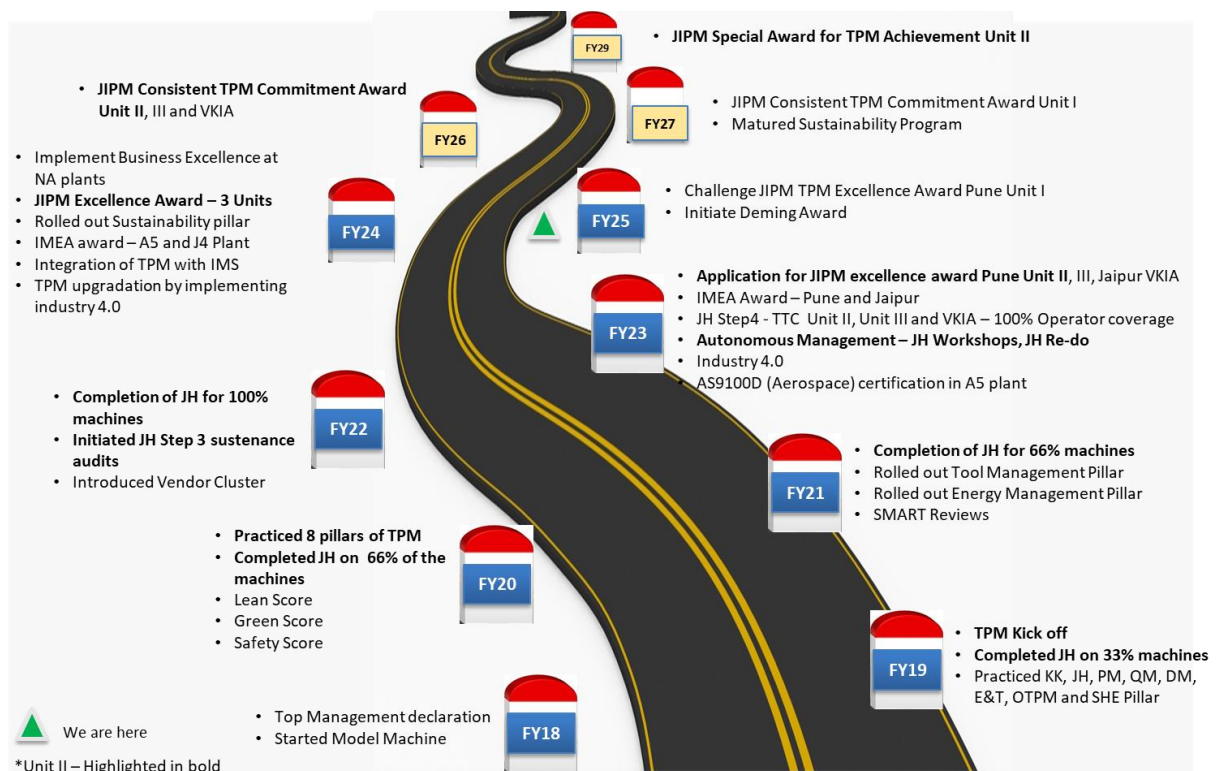 FY29
• JIPM Special Award for TPM Achievement Unit II
• JIPM Consistent TPM Commitment Award
Unit II, III and VKIA
FY26
FY27
• JIPM Consistent TPM Commitment Award Unit I
• Matured Sustainability Program
• Implement Business Excellence at
NA plants
• JIPM Excellence Award – 3 Units
• Rolled out Sustainability pillar
• IMEA award – A5 and J4 Plant
• Integration of TPM with IMS
• TPM upgradation by implementing
industry 4.0
FY24
FY25
• Challenge JIPM TPM Excellence Award Pune Unit I
• Initiate Deming Award
FY23
• Application for JIPM excellence award Pune Unit II, III, Jaipur VKIA
• IMEA Award – Pune and Jaipur
• JH Step4 - TTC Unit II, Unit III and VKIA – 100% Operator coverage
• Autonomous Management – JH Workshops, JH Re-do
• Industry 4.0
• AS9100D (Aerospace) certification in A5 plant
• Completion of JH for 100%
machines
• Initiated JH Step 3 sustenance
audits
• Introduced Vendor Cluster
FY22
FY21
• Completion of JH for 66% machines
• Rolled out Tool Management Pillar
• Rolled out Energy Management Pillar
• SMART Reviews
• Practiced 8 pillars of TPM
• Completed JH on 66% of the
machines
• Lean Score
• Green Score
• Safety Score
FY20
FY19
• TPM Kick off
• Completed JH on 33% machines
• Practiced KK, JH, PM, QM, DM,
E&T, OTPM and SHE Pillar
• Top Management declaration
• Started Model Machine
FY18
We are here
*Unit II – Highlighted in bold